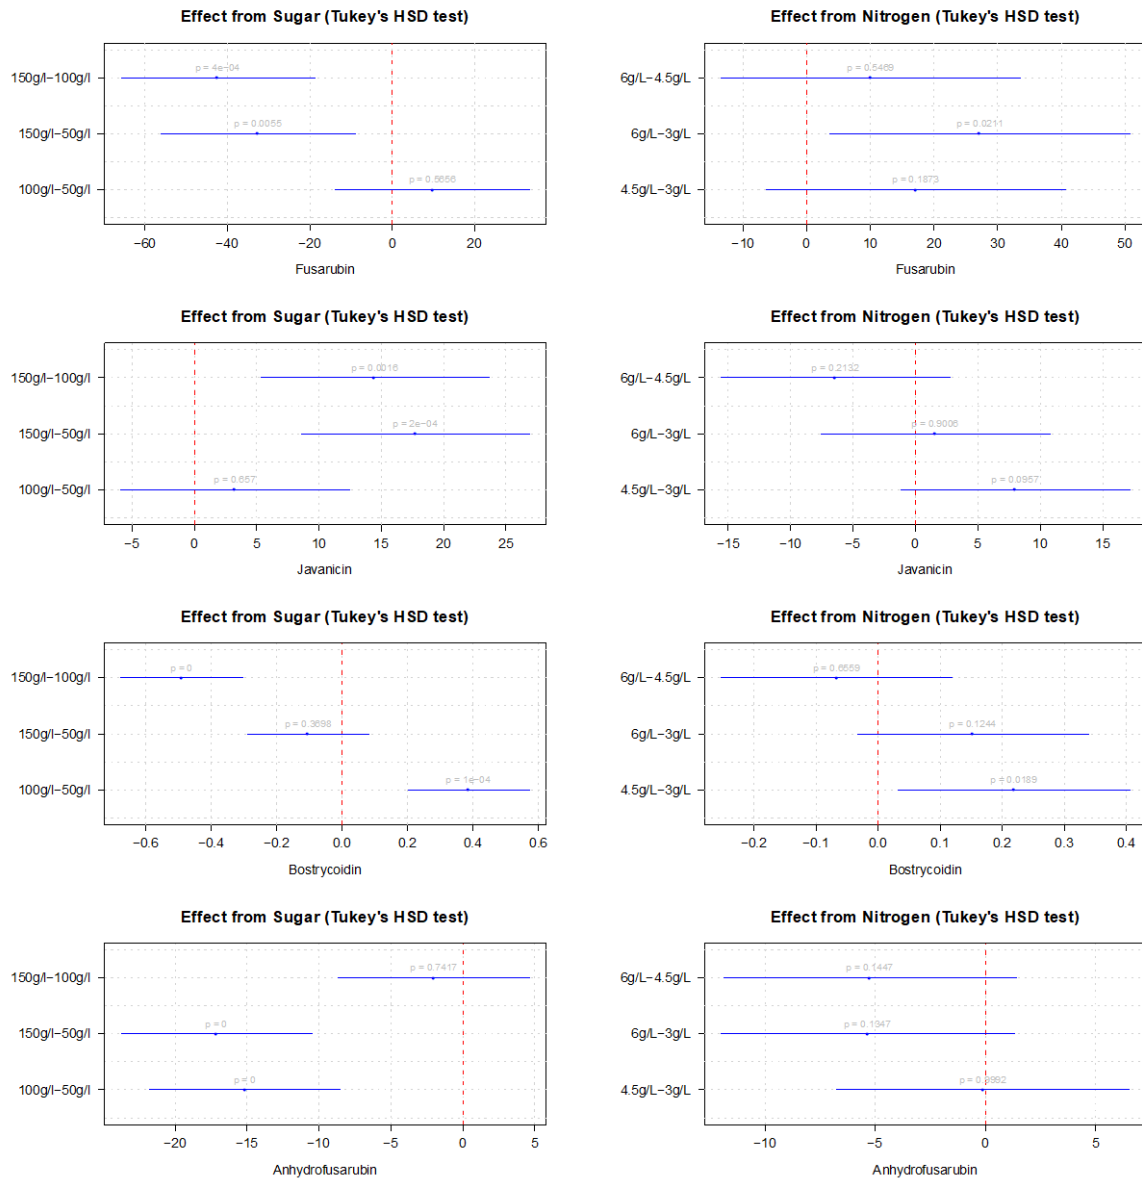 Effect from Sugar (Tukey's HSD test)
150g/l−100g/l
p = 4e−04
150g/l−50g/l
p = 0.0055
100g/l−50g/l
p = 0.5656
−60 −40 −20 0 20
Fusarubin
Effect from Nitrogen (Tukey's HSD test)
6g/L−4.5g/L
p = 0.5469
6g/L−3g/L
p = 0.0211
4.5g/L−3g/L
p = 0.1873
−10 0 10 20 30 40 50
Fusarubin
Effect from Sugar (Tukey's HSD test)
150g/l−100g/l
p = 0.0016
150g/l−50g/l
p = 2e−04
100g/l−50g/l
p = 0.657
−5 0 5 10 15 20 25
Javanicin
Effect from Nitrogen (Tukey's HSD test)
6g/L−4.5g/L
p = 0.2132
6g/L−3g/L
p = 0.9006
4.5g/L−3g/L
p = 0.0957
−15 −10 −5 0 5 10 15
Javanicin
Effect from Sugar (Tukey's HSD test)
150g/l−100g/l
p = 0
150g/l−50g/l
p = 0.3698
100g/l−50g/l
p = 1e−04
−0.6 −0.4 −0.2 0.0 0.2 0.4 0.6
Bostrycoidin
Effect from Nitrogen (Tukey's HSD test)
6g/L−4.5g/L
p = 0.6559
6g/L−3g/L
p = 0.1244
4.5g/L−3g/L
p = 0.0189
−0.2 −0.1 0.0 0.1 0.2 0.3 0.4
Bostrycoidin
Effect from Sugar (Tukey's HSD test)
150g/l−100g/l
p = 0.7417
150g/l−50g/l
p = 0
100g/l−50g/l
p = 0
−20 −15 −10 −5 0 5
Anhydrofusarubin
Effect from Nitrogen (Tukey's HSD test)
6g/L−4.5g/L
p = 0.1447
6g/L−3g/L
p = 0.1347
4.5g/L−3g/L
p = 0.9992
−10 −5 0 5
Anhydrofusarubin